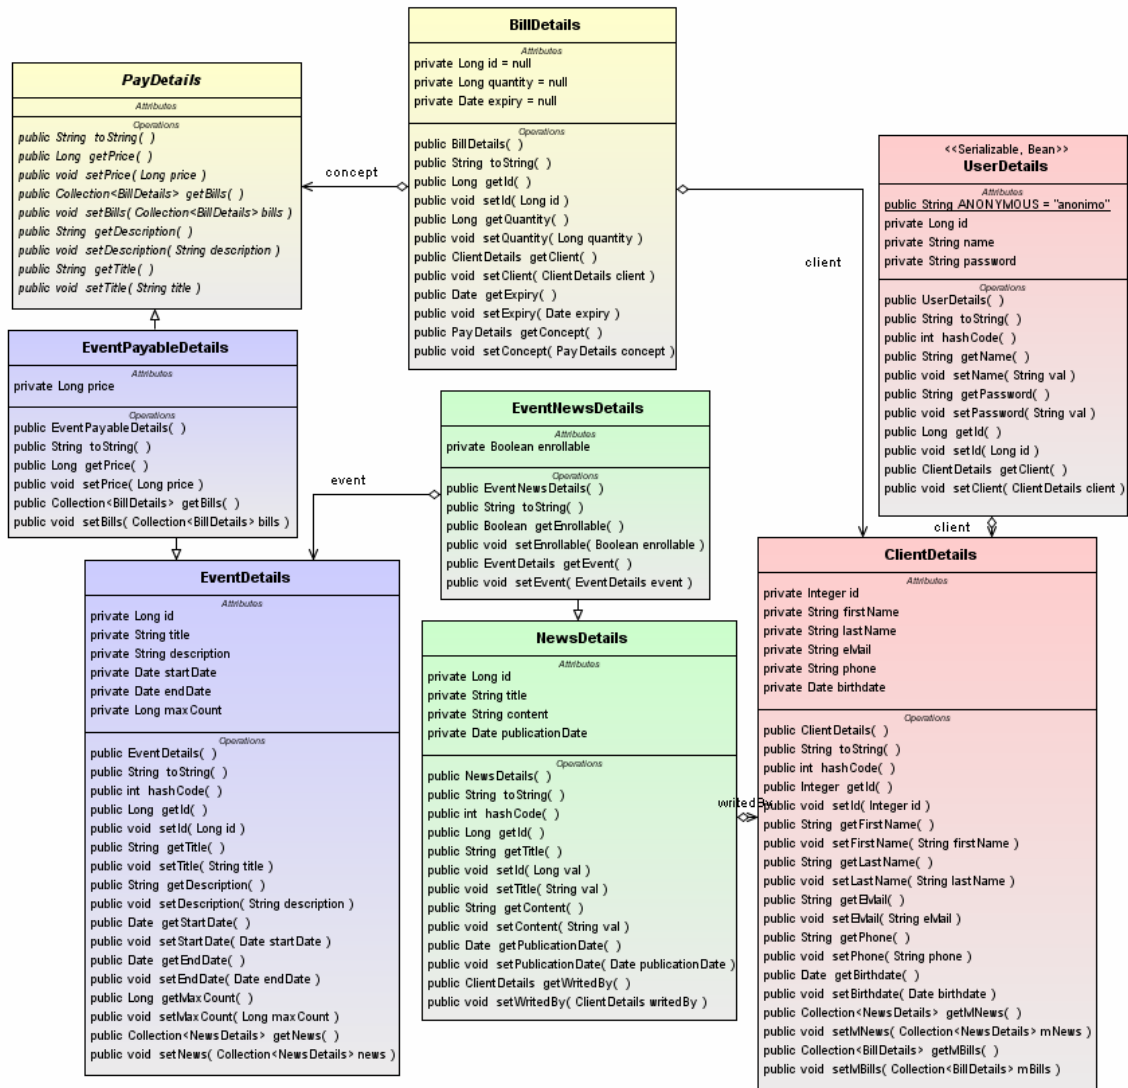 BillDetails
Attributes
private Long id = null
private Long quantity = null
private Date expiry = null
Operations
public BillDetails( )
public String toString( )
public Long getId( )
public void setId( Long id )
public Long getQuantity( )
public void setQuantity( Long quantity )
public ClientDetails getClient( )
public void setClient( ClientDetails client )
public Date getExpiry( )
public void setExpiry( Date expiry )
public PayDetails getConcept( )
public void setConcept( PayDetails concept )
PayDetails
Attributes
Operations
public String toString( )
public Long getPrice( )
public void setPrice( Long price )
public Collection<BillDetails> getBills( )
public void setBills( Collection<BillDetails> bills )
public String getDescription( )
public void setDescription( String description )
public String getTitle( )
public void setTitle( String title )
concept
client
<<Serializable, Bean>>
UserDetails
Attributes
public String ANONYMOUS = "anonimo"
private Long id
private String name
private String password
Operations
public UserDetails( )
public String toString( )
public int hashCode( )
public String getName( )
public void setName( String val )
public String getPassword( )
public void setPassword( String val )
public Long getId( )
public void setId( Long id )
public ClientDetails getClient( )
public void setClient( ClientDetails client )
client
EventPayableDetails
Attributes
private Long price
Operations
public EventPayableDetails( )
public String toString( )
public Long getPrice( )
public void setPrice( Long price )
public Collection<BillDetails> getBills( )
public void setBills( Collection<BillDetails> bills )
event
EventNewsDetails
Attributes
private Boolean enrollable
Operations
public EventNewsDetails( )
public String toString( )
public Boolean getEnrollable( )
public void setEnrollable( Boolean enrollable )
public EventDetails getEvent( )
public void setEvent( EventDetails event )
EventDetails
Attributes
private Long id
private String title
private String description
private Date startDate
private Date endDate
private Long maxCount
Operations
public EventDetails( )
public String toString( )
public int hashCode( )
public Long getId( )
public void setId( Long id )
public String getTitle( )
public void setTitle( String title )
public String getDescription( )
public void setDescription( String description )
public Date getStartDate( )
public void setStartDate( Date startDate )
public Date getEndDate( )
public void setEndDate( Date endDate )
public Long getMaxCount( )
public void setMaxCount( Long maxCount )
public Collection<NewsDetails> getNews( )
public void setNews( Collection<NewsDetails> news )
NewsDetails
Attributes
private Long id
private String title
private String content
private Date publicationDate
Operations
public NewsDetails( )
public String toString( )
public int hashCode( )
public Long getId( )
public String getTitle( )
public void setId( Long val )
public void setTitle( String val )
public String getContent( )
public void setContent( String val )
public Date getPublicationDate( )
public void setPublicationDate( Date publicationDate )
public ClientDetails getWritedBy( )
public void setWritedBy( ClientDetails writedBy )
writedBy
ClientDetails
Attributes
private Integer id
private String firstName
private String lastName
private String eMail
private String phone
private Date birthdate
Operations
public ClientDetails( )
public String toString( )
public int hashCode( )
public Integer getId( )
public void setId( Integer id )
public String getFirstName( )
public void setFirstName( String firstName )
public String getLastName( )
public void setLastName( String lastName )
public String getEMail( )
public void setEMail( String eMail )
public String getPhone( )
public void setPhone( String phone )
public Date getBirthdate( )
public void setBirthdate( Date birthdate )
public Collection<NewsDetails> getMNews( )
public void setMNews( Collection<NewsDetails> mNews )
public Collection<BillDetails> getMBills( )
public void setMBills( Collection<BillDetails> mBills )